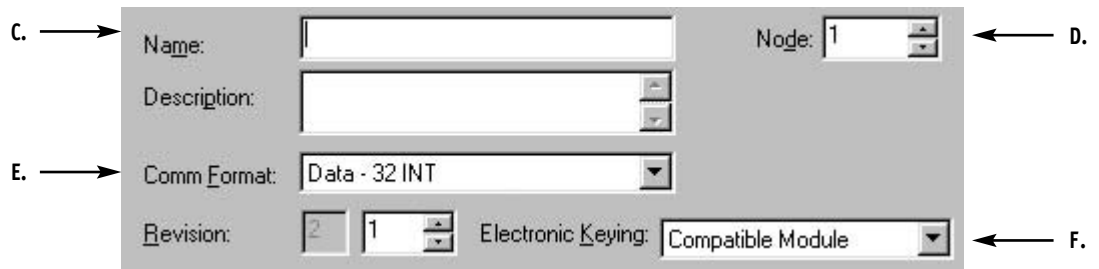 C. Name: Node: 1 D.
Description:
E. Comm Format: Data - 32 INT
Revision: 2 1 Electronic Keying: Compatible Module F.